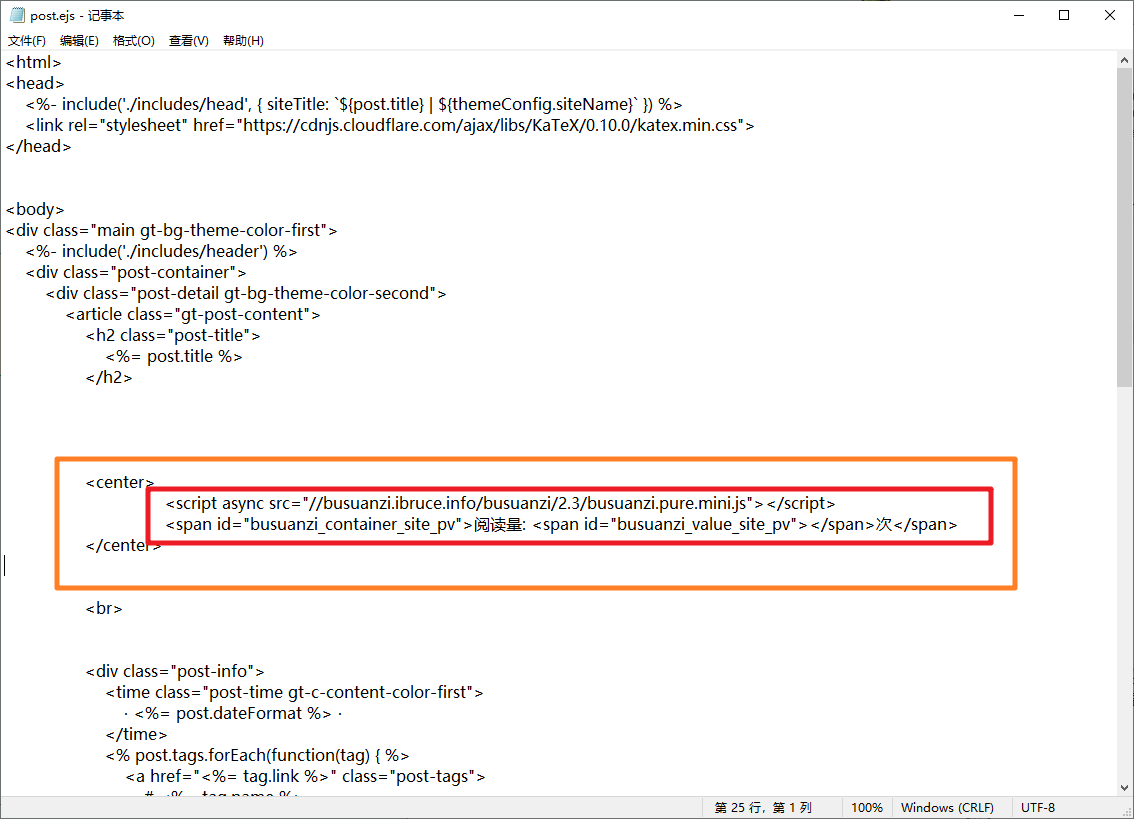 post.ejs - 记事本
文件(F) 编辑(E) 格式(O) 查看(V) 帮助(H)
<html>
<head>
<%- include('./includes/head', { siteTitle: `${post.title} | ${themeConfig.siteName}` }) %>
<link rel="stylesheet" href="https://cdnjs.cloudflare.com/ajax/libs/KaTeX/0.10.0/katex.min.css">
</head>
<body>
<div class="main gt-bg-theme-color-first">
<%- include('./includes/header') %>
<div class="post-container">
<div class="post-detail gt-bg-theme-color-second">
<article class="gt-post-content">
<h2 class="post-title">
<%= post.title %>
</h2>
<center>
<script async src="//busuanzi.ibruce.info/busuanzi/2.3/busuanzi.pure.mini.js"></script>
<span id="busuanzi_container_site_pv">阅读量: <span id="busuanzi_value_site_pv"></span>次</span>
</center>
<br>
<div class="post-info">
<time class="post-time gt-c-content-color-first">
· <%= post.dateFormat %> ·
</time>
<% post.tags.forEach(function(tag) { %>
<a href="<%= tag.link %>" class="post-tags">
# <%= tag.name %>
第 25 行，第 1 列 100% Windows (CRLF) UTF-8